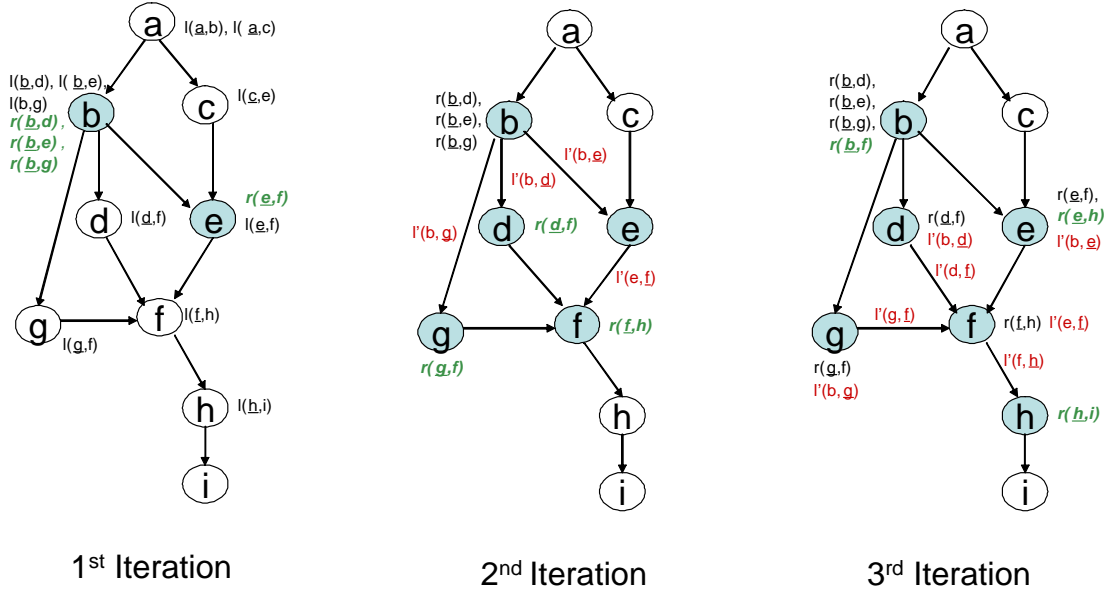 a
l(a,b), l( a,c)
l(b,d), l( b,e),
l(b,g)
r(b,d) ,
r(b,e) ,
r(b,g)
b
c
l(c,e)
d
l(d,f)
r(e,f)
e
l(e,f)
g
l(g,f)
f
l(f,h)
h
l(h,i)
i
1st Iteration
a
r(b,d),
r(b,e),
r(b,g)
b
c
l'(b,e)
l'(b,d)
l'(b,g)
d
r(d,f)
e
l'(e,f)
g
r(g,f)
f
r(f,h)
h
i
2nd Iteration
a
r(b,d),
r(b,e),
r(b,g),
r(b,f)
b
c
d
r(d,f)
l'(b,d)
l'(d,f)
r(e,f),
r(e,h)
l'(b,e)
e
g
l'(g,f)
r(g,f)
l'(b,g)
f
r(f,h) l'(e,f)
l'(f,h)
h
r(h,i)
i
3rd Iteration